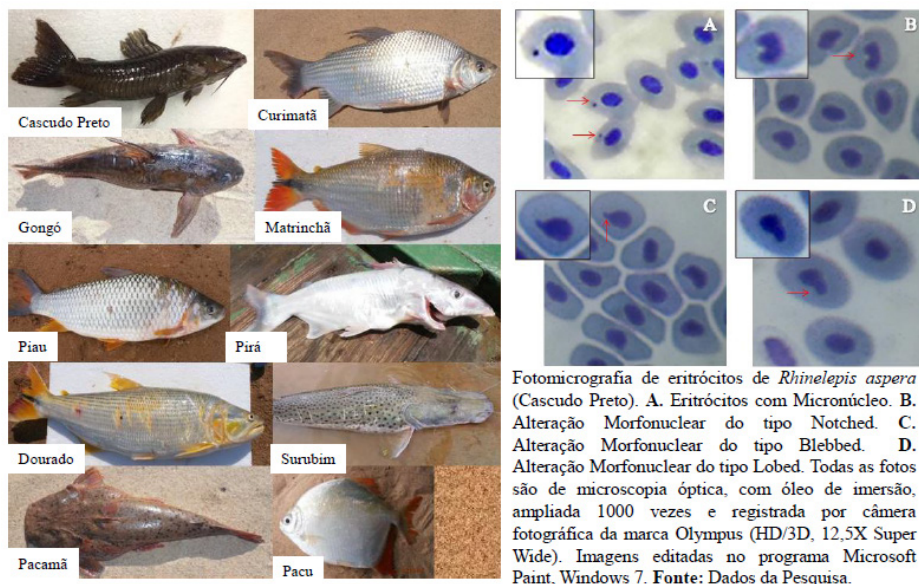 Cascudo Preto
Curimatã
Gongó
Matrinchã
Piau
Pirá
Dourado
Surubim
Pacamã
Pacu
A
B
C
D
Fotomicrografia de eritrócitos de Rhinelepis aspera
(Cascudo Preto). A. Eritrócitos com Micronúcleo. B.
Alteração Morfonuclear do tipo Notched. C.
Alteração Morfonuclear do tipo Blebbed. D.
Alteração Morfonuclear do tipo Lobed. Todas as fotos
são de microscopia óptica, com óleo de imersão,
ampliada 1000 vezes e registrada por câmera
fotográfica da marca Olympus (HD/3D, 12,5X Super
Wide). Imagens editadas no programa Microsoft
Paint, Windows 7. Fonte: Dados da Pesquisa.